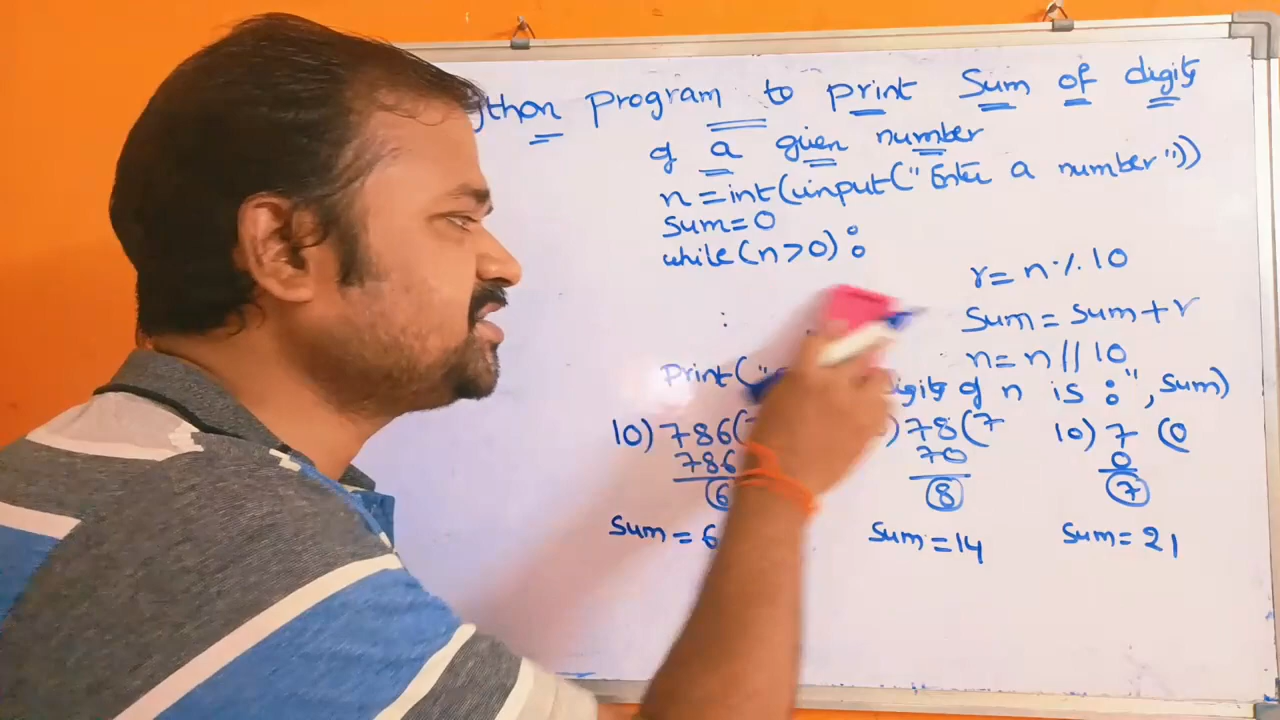 ython program to print Sum of digits
of a given number
n=int(input("Enter a number"))
sum=0
while(n>0):
r=n%10
sum=sum+r
n=n//10
Print(" digits of n is :",sum)
10)786( )78(7 10)7(0
786 70 0
6 8 7
Sum=6 Sum=14 Sum=21